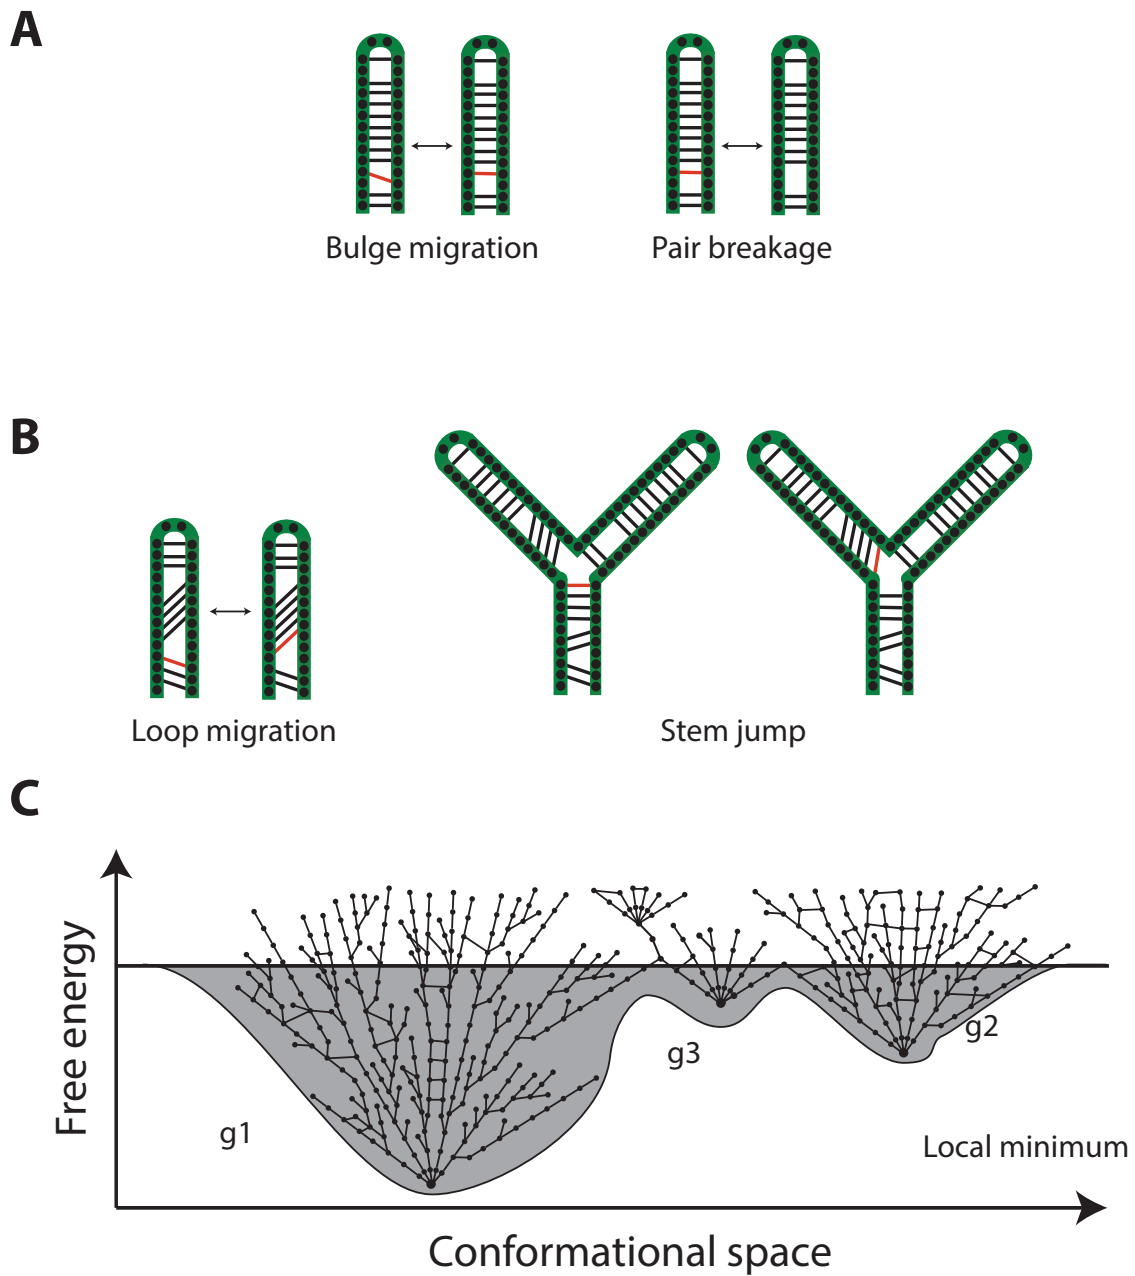 A
Bulge migration
Pair breakage
B
Loop migration
Stem jump
C
Free energy
g1
g3
g2
Local minimum
Conformational space